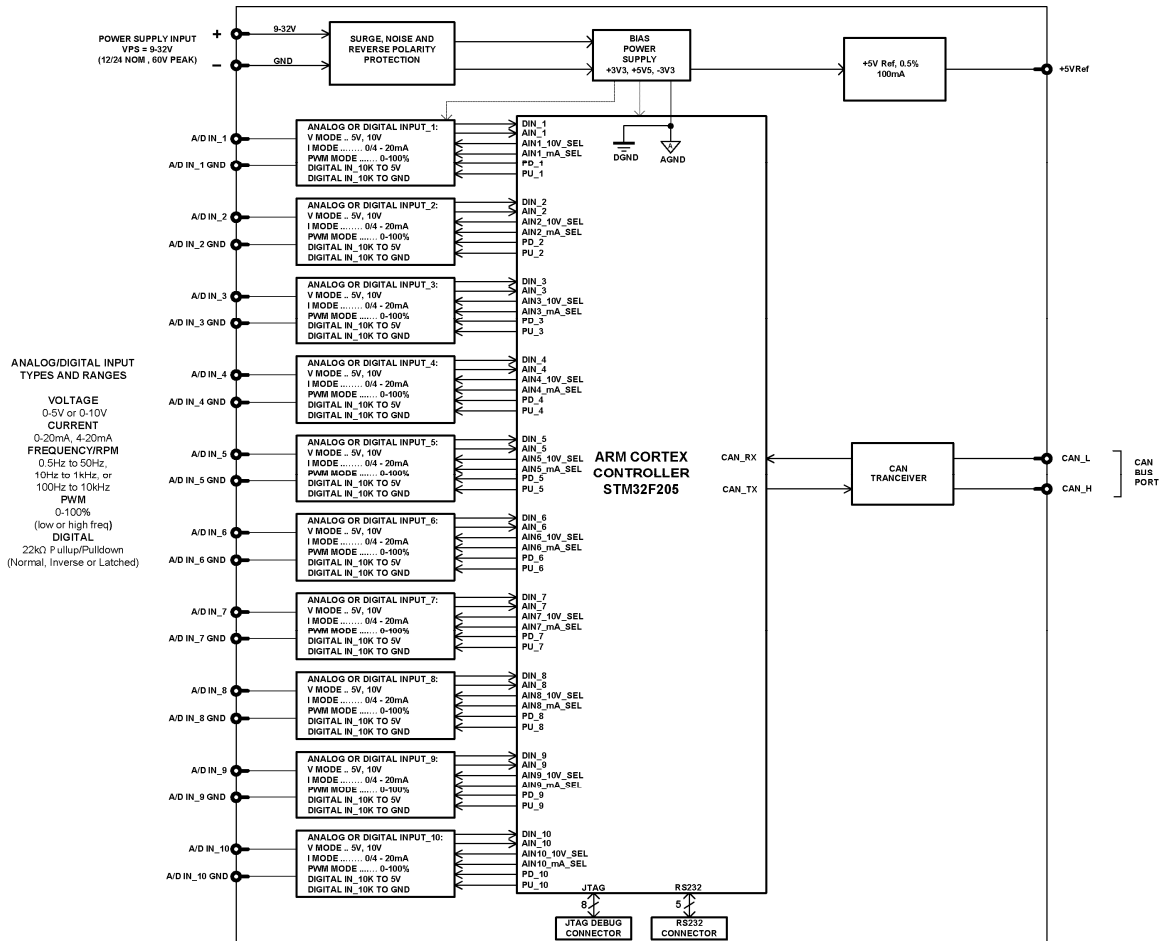 POWER SUPPLY INPUT
VPS = 9-32V
(12/24 NOM , 60V PEAK)
+
–
9-32V
GND
SURGE, NOISE AND
REVERSE POLARITY
PROTECTION
BIAS
POWER
SUPPLY
+3V3, +5V5, -3V3
+5V Ref, 0.5%
100mA
+5VRef
A/D IN_1
A/D IN_1 GND
ANALOG OR DIGITAL INPUT_1:
V MODE .. 5V, 10V
I MODE ........ 0/4 - 20mA
PWM MODE ....... 0-100%
DIGITAL IN_10K TO 5V
DIGITAL IN_10K TO GND
DIN_1
AIN_1
AIN1_10V_SEL
AIN1_mA_SEL
PD_1
PU_1
DGND
A
AGND
A/D IN_2
A/D IN_2 GND
ANALOG OR DIGITAL INPUT_2:
V MODE .. 5V, 10V
I MODE ........ 0/4 - 20mA
PWM MODE ....... 0-100%
DIGITAL IN_10K TO 5V
DIGITAL IN_10K TO GND
DIN_2
AIN_2
AIN2_10V_SEL
AIN2_mA_SEL
PD_2
PU_2
A/D IN_3
A/D IN_3 GND
ANALOG OR DIGITAL INPUT_3:
V MODE .. 5V, 10V
I MODE ........ 0/4 - 20mA
PWM MODE ....... 0-100%
DIGITAL IN_10K TO 5V
DIGITAL IN_10K TO GND
DIN_3
AIN_3
AIN3_10V_SEL
AIN3_mA_SEL
PD_3
PU_3
ANALOG/DIGITAL INPUT
TYPES AND RANGES
VOLTAGE
0-5V or 0-10V
CURRENT
0-20mA, 4-20mA
FREQUENCY/RPM
0.5Hz to 50Hz,
10Hz to 1kHz, or
100Hz to 10kHz
PWM
0-100%
(low or high freq)
DIGITAL
22kΩ Pullup/Pulldown
(Normal, Inverse or Latched)
A/D IN_4
A/D IN_4 GND
ANALOG OR DIGITAL INPUT_4:
V MODE .. 5V, 10V
I MODE ........ 0/4 - 20mA
PWM MODE ....... 0-100%
DIGITAL IN_10K TO 5V
DIGITAL IN_10K TO GND
DIN_4
AIN_4
AIN4_10V_SEL
AIN4_mA_SEL
PD_4
PU_4
A/D IN_5
A/D IN_5 GND
ANALOG OR DIGITAL INPUT_5:
V MODE .. 5V, 10V
I MODE ........ 0/4 - 20mA
PWM MODE ....... 0-100%
DIGITAL IN_10K TO 5V
DIGITAL IN_10K TO GND
DIN_5
AIN_5
AIN5_10V_SEL
AIN5_mA_SEL
PD_5
PU_5
ARM CORTEX
CONTROLLER
STM32F205
CAN_RX
CAN_TX
CAN
TRANCEIVER
CAN_L
CAN_H
CAN
BUS
PORT
A/D IN_6
A/D IN_6 GND
ANALOG OR DIGITAL INPUT_6:
V MODE .. 5V, 10V
I MODE ........ 0/4 - 20mA
PWM MODE ....... 0-100%
DIGITAL IN_10K TO 5V
DIGITAL IN_10K TO GND
DIN_6
AIN_6
AIN6_10V_SEL
AIN6_mA_SEL
PD_6
PU_6
A/D IN_7
A/D IN_7 GND
ANALOG OR DIGITAL INPUT_7:
V MODE .. 5V, 10V
I MODE ........ 0/4 - 20mA
PWM MODE ....... 0-100%
DIGITAL IN_10K TO 5V
DIGITAL IN_10K TO GND
DIN_7
AIN_7
AIN7_10V_SEL
AIN7_mA_SEL
PD_7
PU_7
A/D IN_8
A/D IN_8 GND
ANALOG OR DIGITAL INPUT_8:
V MODE .. 5V, 10V
I MODE ........ 0/4 - 20mA
PWM MODE ....... 0-100%
DIGITAL IN_10K TO 5V
DIGITAL IN_10K TO GND
DIN_8
AIN_8
AIN8_10V_SEL
AIN8_mA_SEL
PD_8
PU_8
A/D IN_9
A/D IN_9 GND
ANALOG OR DIGITAL INPUT_9:
V MODE .. 5V, 10V
I MODE ........ 0/4 - 20mA
PWM MODE ....... 0-100%
DIGITAL IN_10K TO 5V
DIGITAL IN_10K TO GND
DIN_9
AIN_9
AIN9_10V_SEL
AIN9_mA_SEL
PD_9
PU_9
A/D IN_10
A/D IN_10 GND
ANALOG OR DIGITAL INPUT_10:
V MODE .. 5V, 10V
I MODE ........ 0/4 - 20mA
PWM MODE ....... 0-100%
DIGITAL IN_10K TO 5V
DIGITAL IN_10K TO GND
DIN_10
AIN_10
AIN10_10V_SEL
AIN10_mA_SEL
PD_10
PU_10
JTAG
RS232
8
5
JTAG DEBUG
CONNECTOR
RS232
CONNECTOR